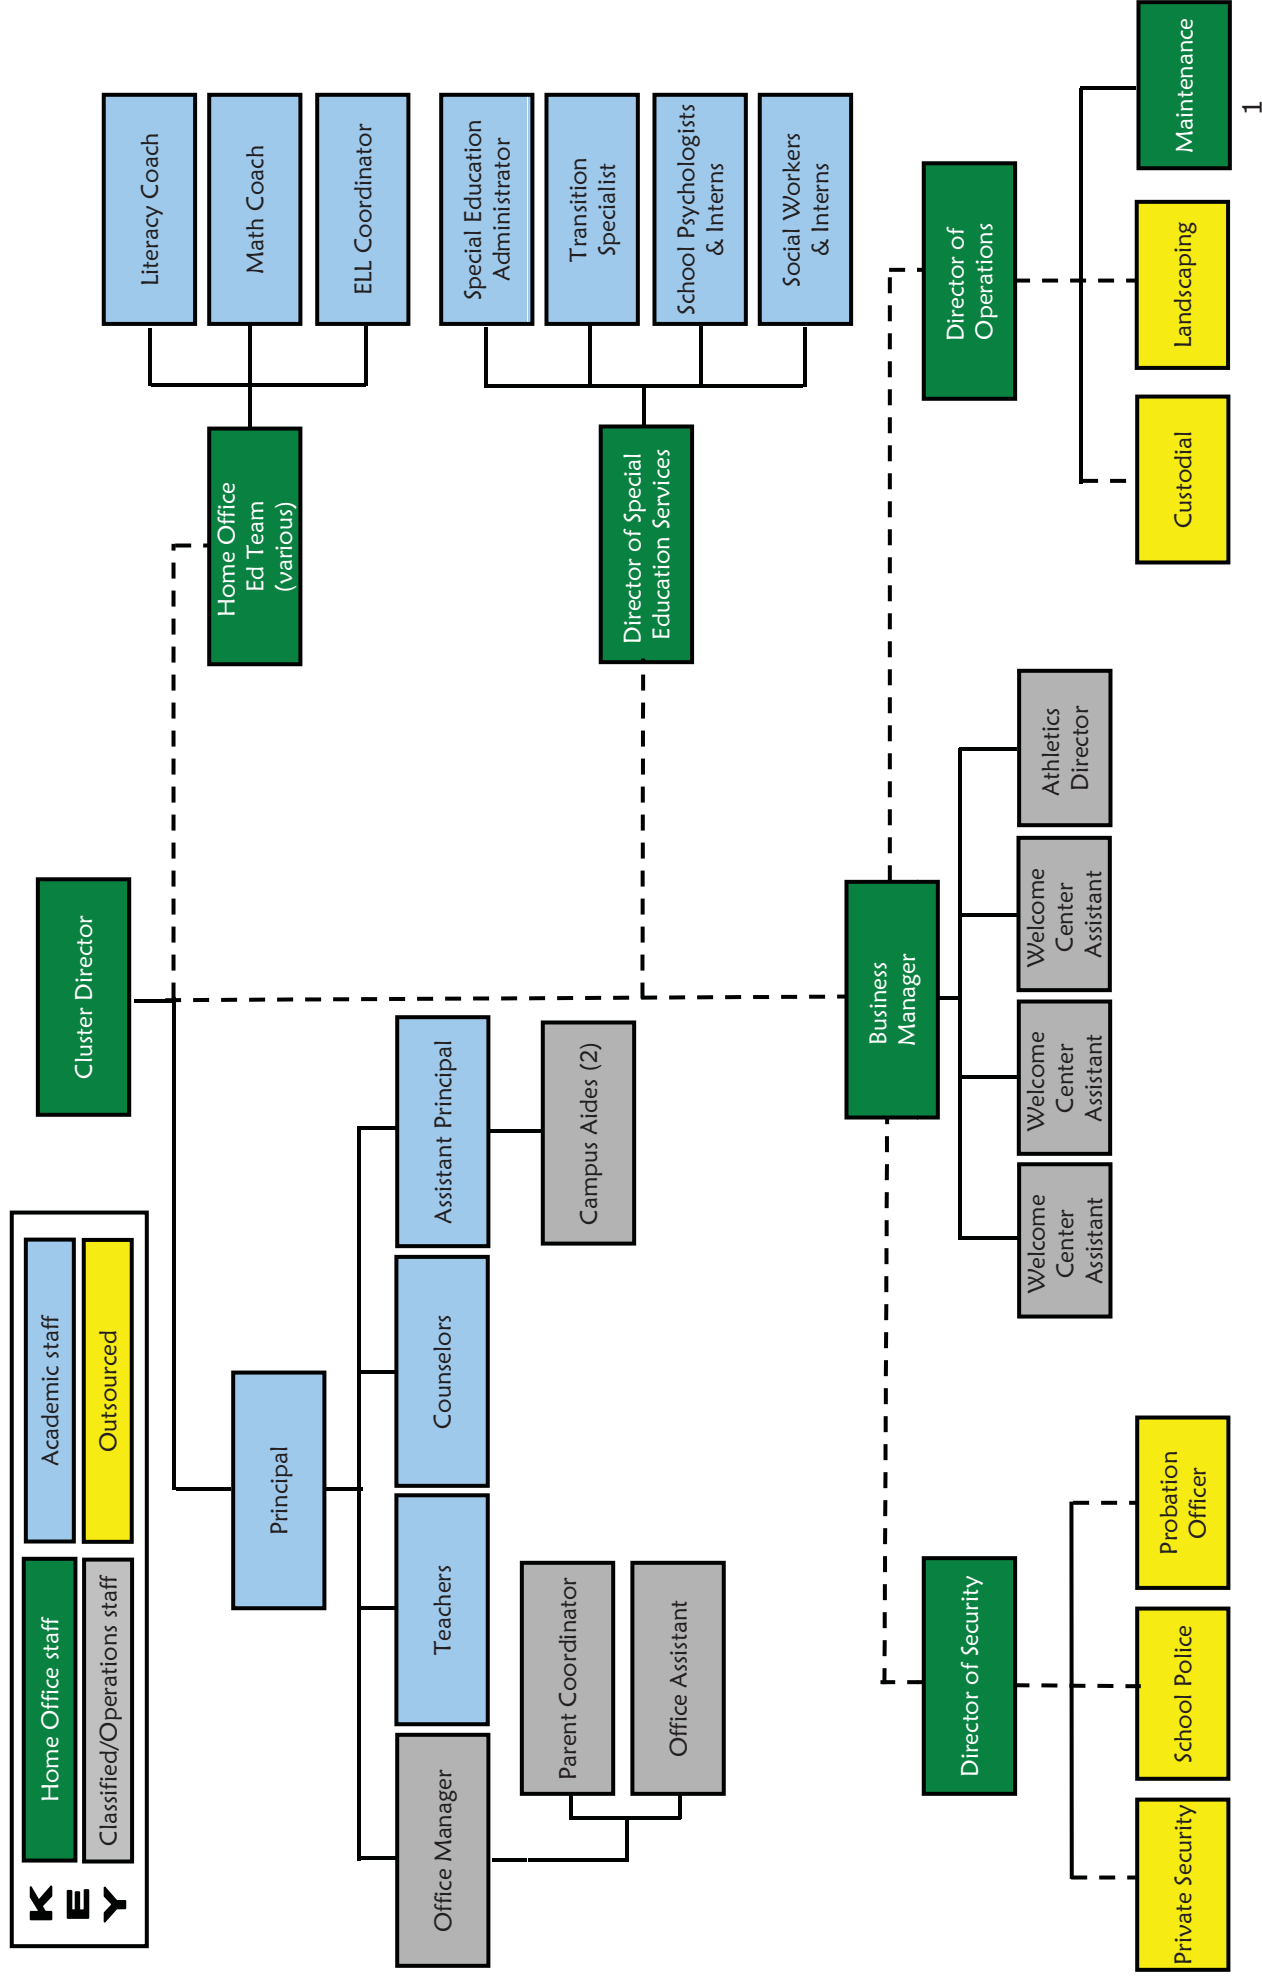 K
E
Y
Home Office staff
Academic staff
Classified/Operations staff
Outsourced
Cluster Director
Principal
Home Office
Ed Team
(various)
Literacy Coach
Math Coach
ELL Coordinator
Office Manager
Teachers
Counselors
Assistant Principal
Parent Coordinator
Office Assistant
Campus Aides (2)
Director of Special
Education Services
Special Education
Administrator
Transition
Specialist
School Psychologists
& Interns
Social Workers
& Interns
Business
Manager
Director of Security
Director of
Operations
Welcome
Center
Assistant
Welcome
Center
Assistant
Welcome
Center
Assistant
Athletics
Director
Private Security
School Police
Probation
Officer
Custodial
Landscaping
Maintenance
1